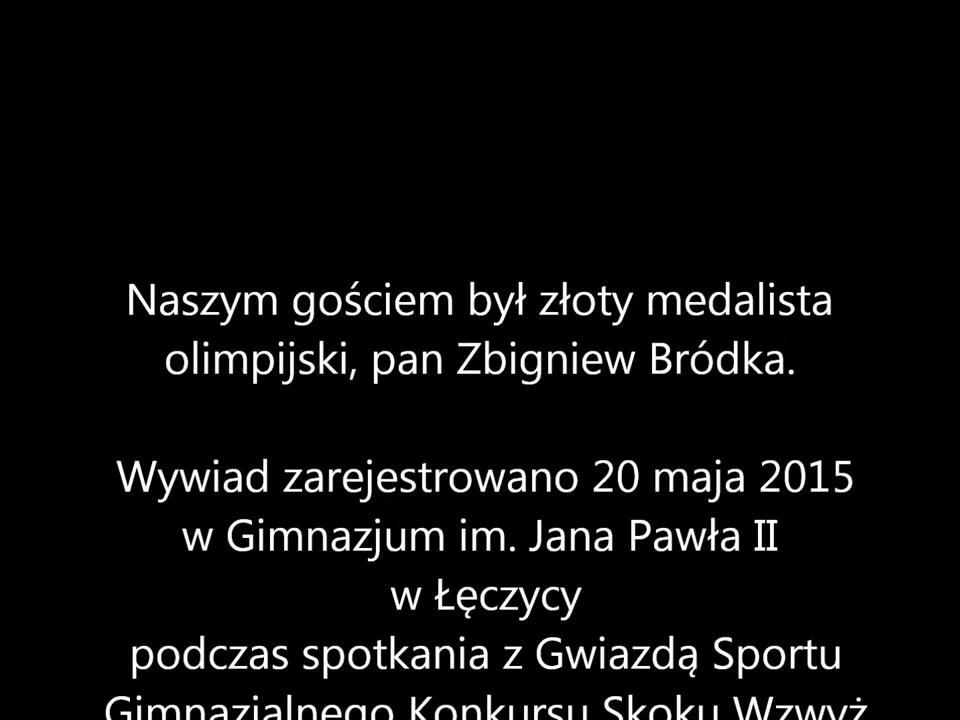 Naszym gościem był złoty medalista
olimpijski, pan Zbigniew Bródka.
Wywiad zarejestrowano 20 maja 2015
w Gimnazjum im. Jana Pawła II
w Łęczycy
podczas spotkania z Gwiazdą Sportu
Gimnazjalnego Konkursu Skoku Wzwyż